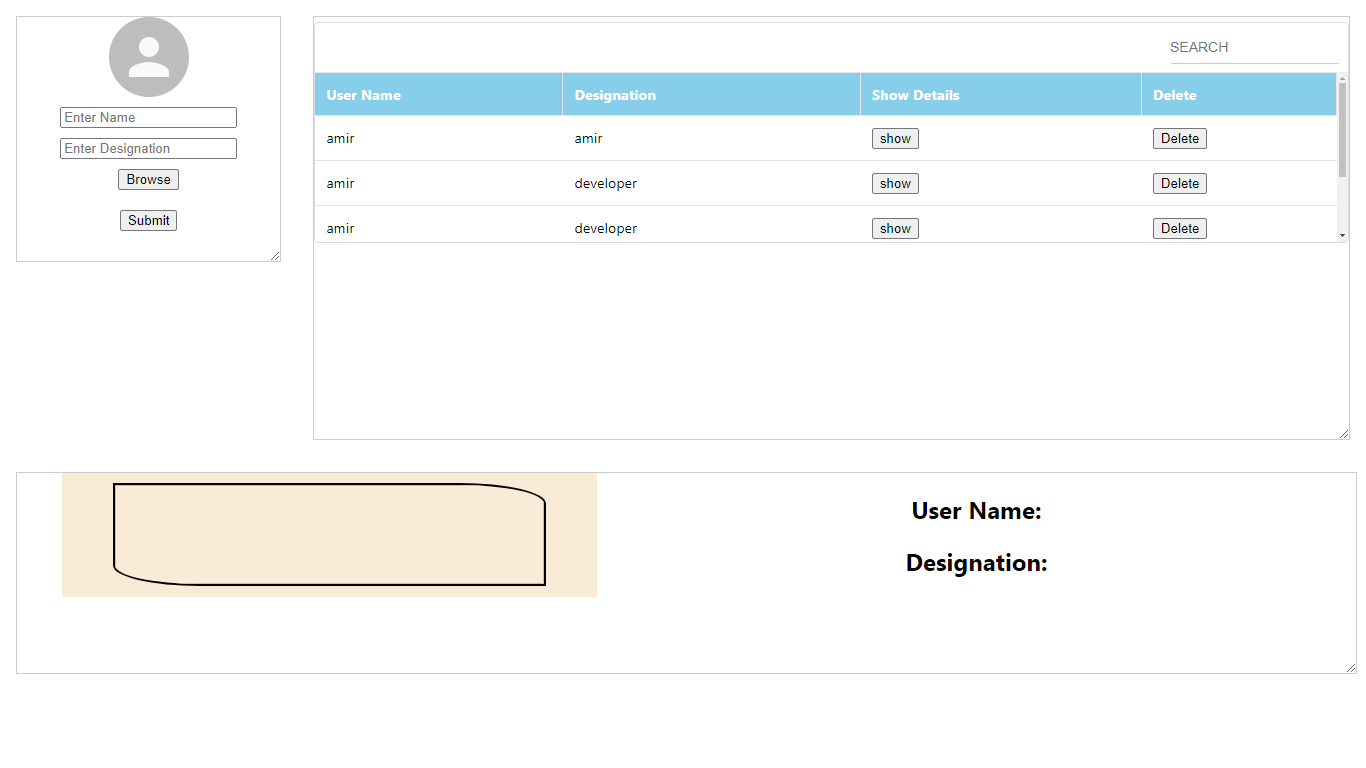 Enter Name
Enter Designation
Browse
Submit
SEARCH
User Name Designation Show Details Delete
amir amir show Delete
amir developer show Delete
amir developer show Delete
User Name:
Designation: